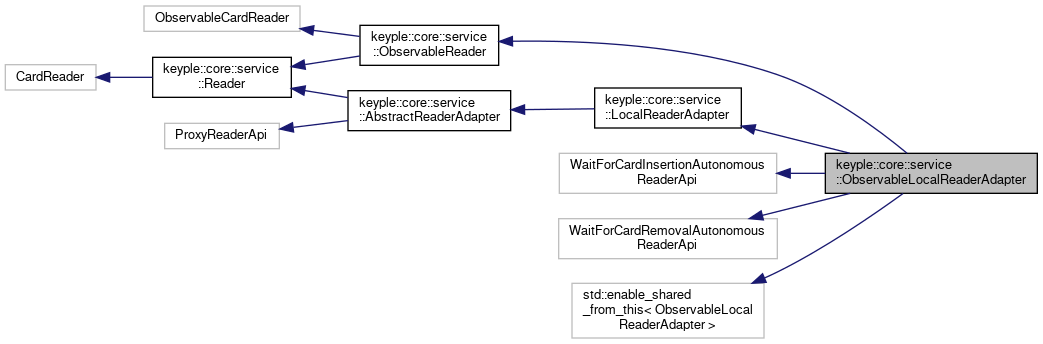 ObservableCardReader
keyple::core::service
::ObservableReader
CardReader
keyple::core::service
::Reader
keyple::core::service
::AbstractReaderAdapter
keyple::core::service
::LocalReaderAdapter
ProxyReaderApi
WaitForCardInsertionAutonomous
ReaderApi
keyple::core::service
::ObservableLocalReaderAdapter
WaitForCardRemovalAutonomous
ReaderApi
std::enable_shared
_from_this< ObservableLocal
ReaderAdapter >